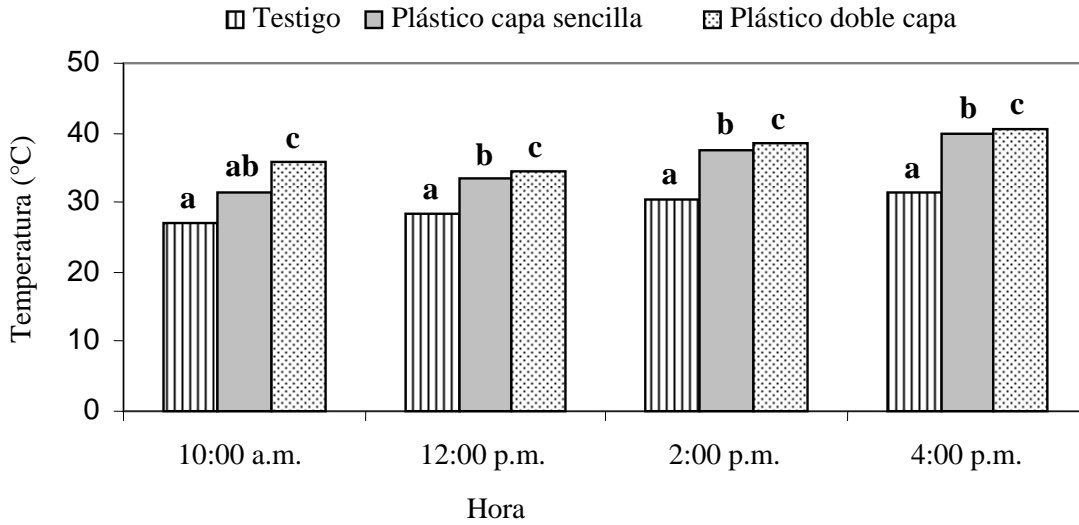 Testigo Plástico capa sencilla Plástico doble capa
Temperatura (°C)
50
40
30
20
10
0
a ab c
a b c
a b c
a b c
10:00 a.m. 12:00 p.m. 2:00 p.m. 4:00 p.m.
Hora